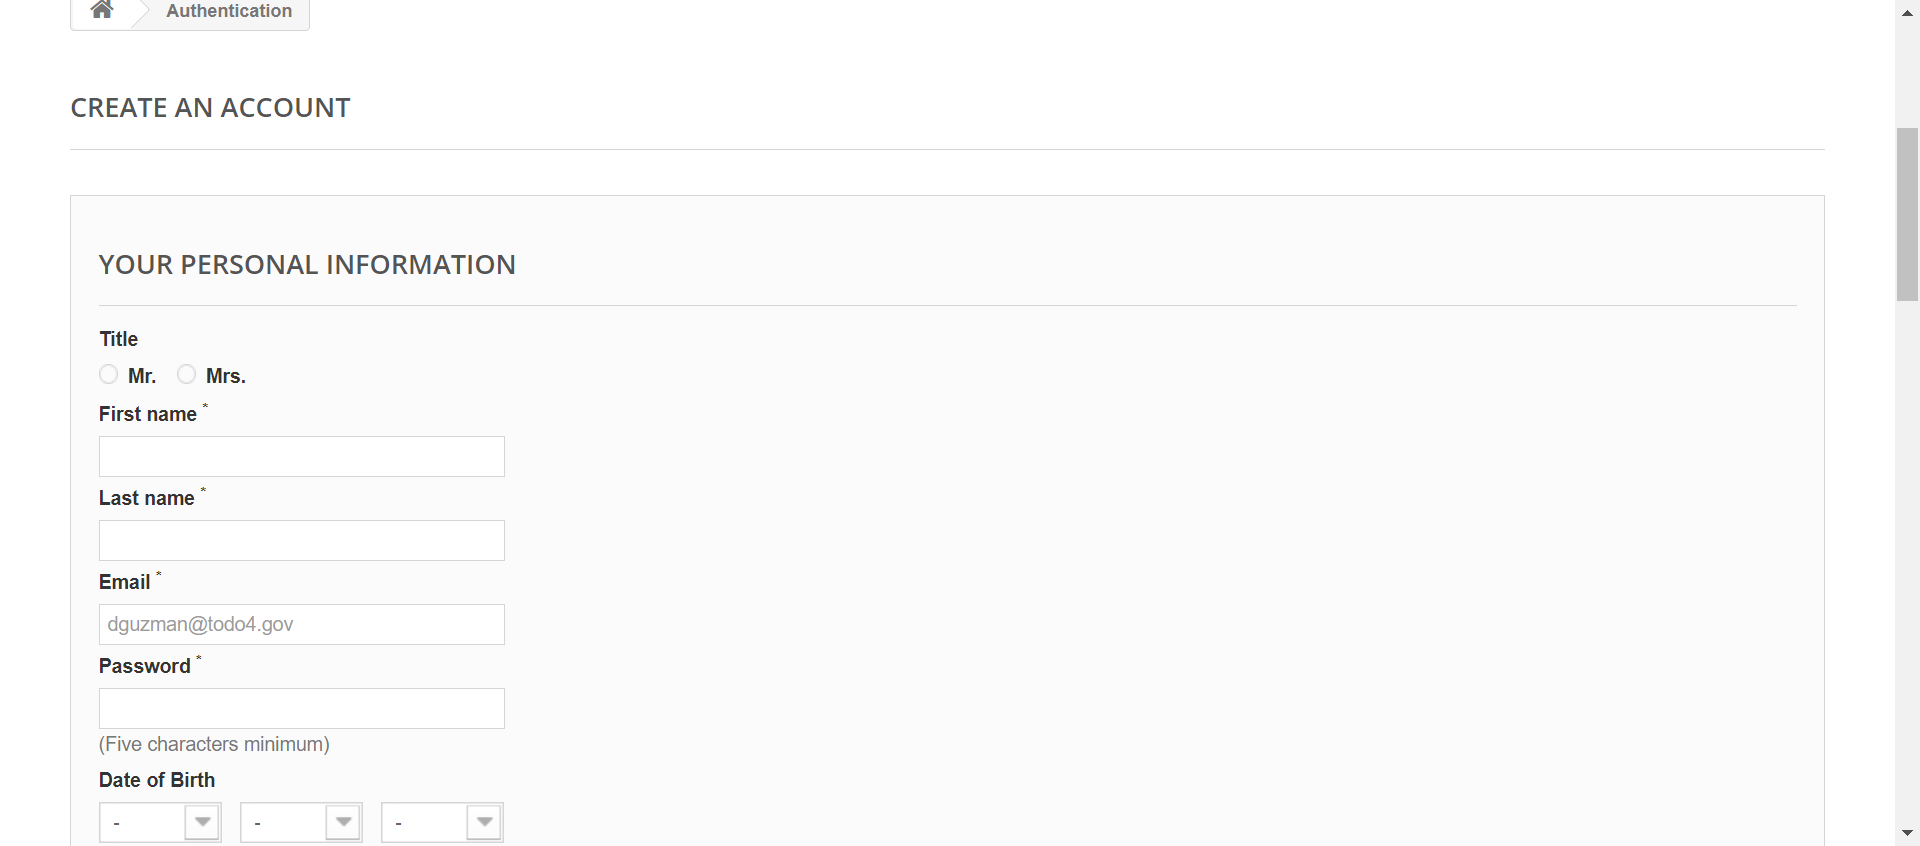 Authentication
CREATE AN ACCOUNT
YOUR PERSONAL INFORMATION
Title
Mr. Mrs.
First name *
Last name *
Email *
dguzman@todo4.gov
Password *
(Five characters minimum)
Date of Birth
- - -